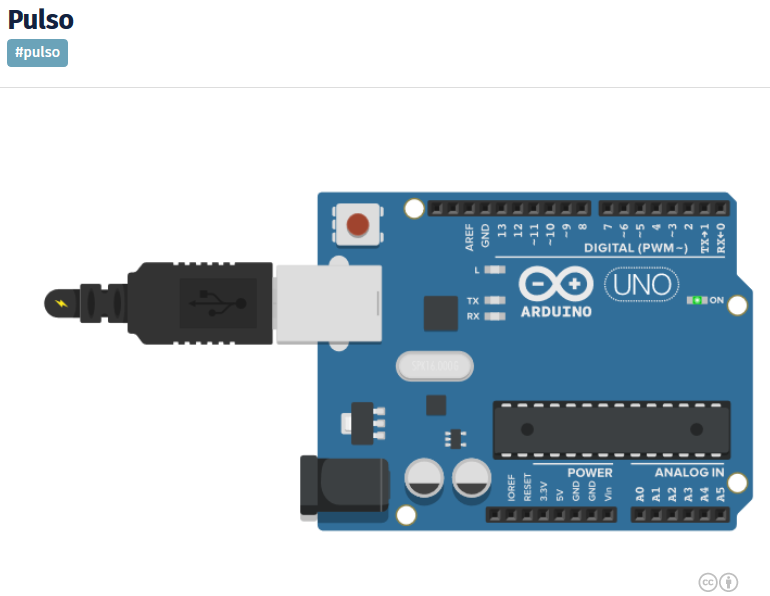 Pulso
#pulso
AREF
GND
13
12
~11
~10
~9
8
7
~6
~5
4
~3
2
TX→1
RX←0
DIGITAL (PWM~)
L
TX
RX
ARDUINO
UNO
ON
POWER
ANALOG IN
IOREF
RESET
3.3V
5V
GND
GND
Vin
A0
A1
A2
A3
A4
A5
cc